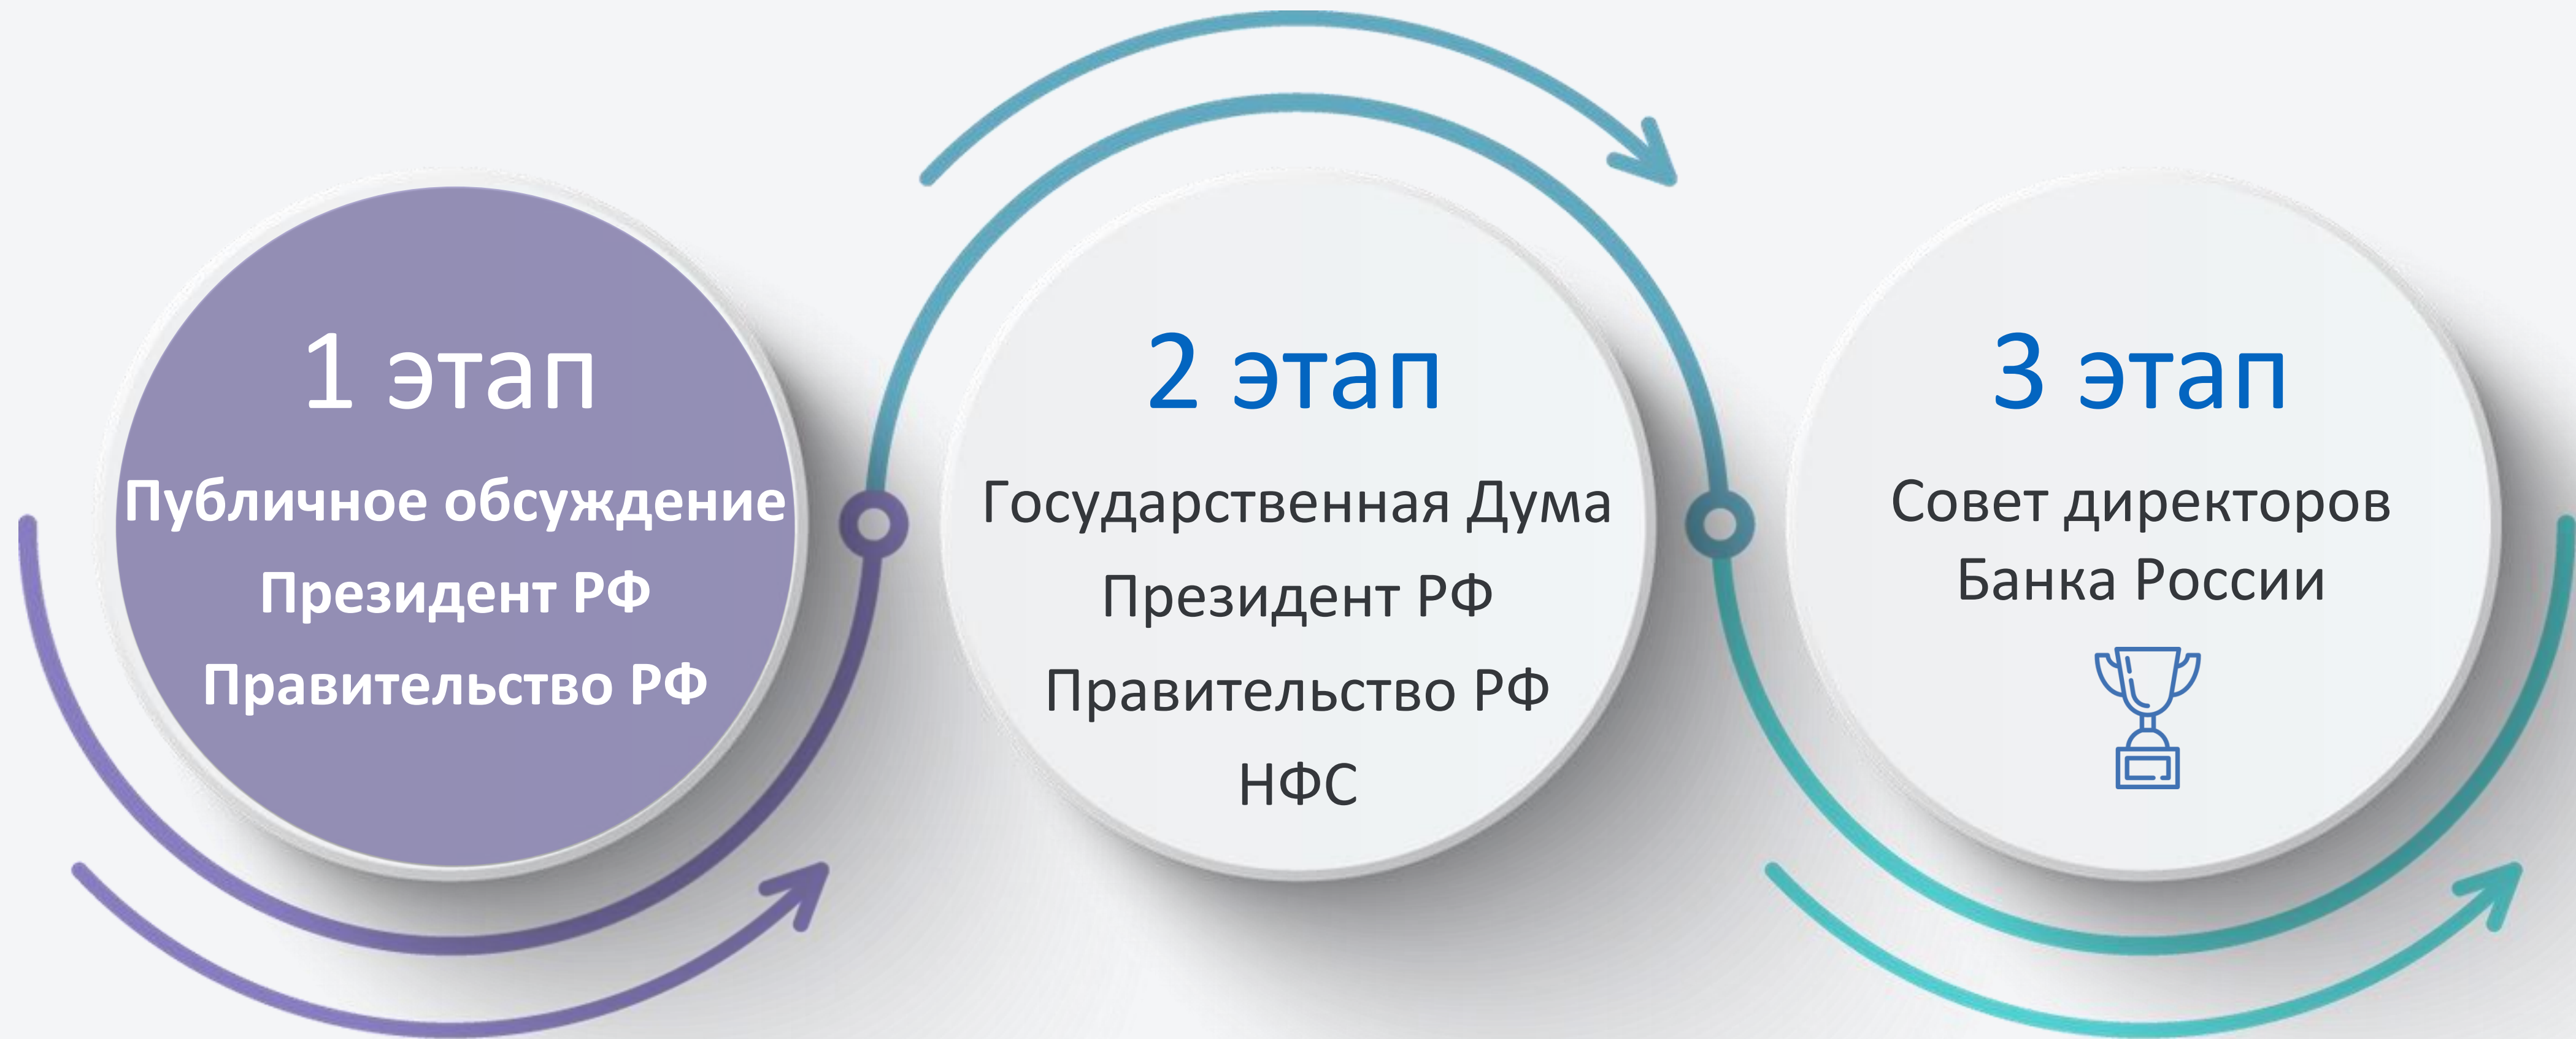 1 этап
Публичное обсуждение
Президент РФ
Правительство РФ
2 этап
Государственная Дума
Президент РФ
Правительство РФ
НФС
3 этап
Совет директоров
Банка России